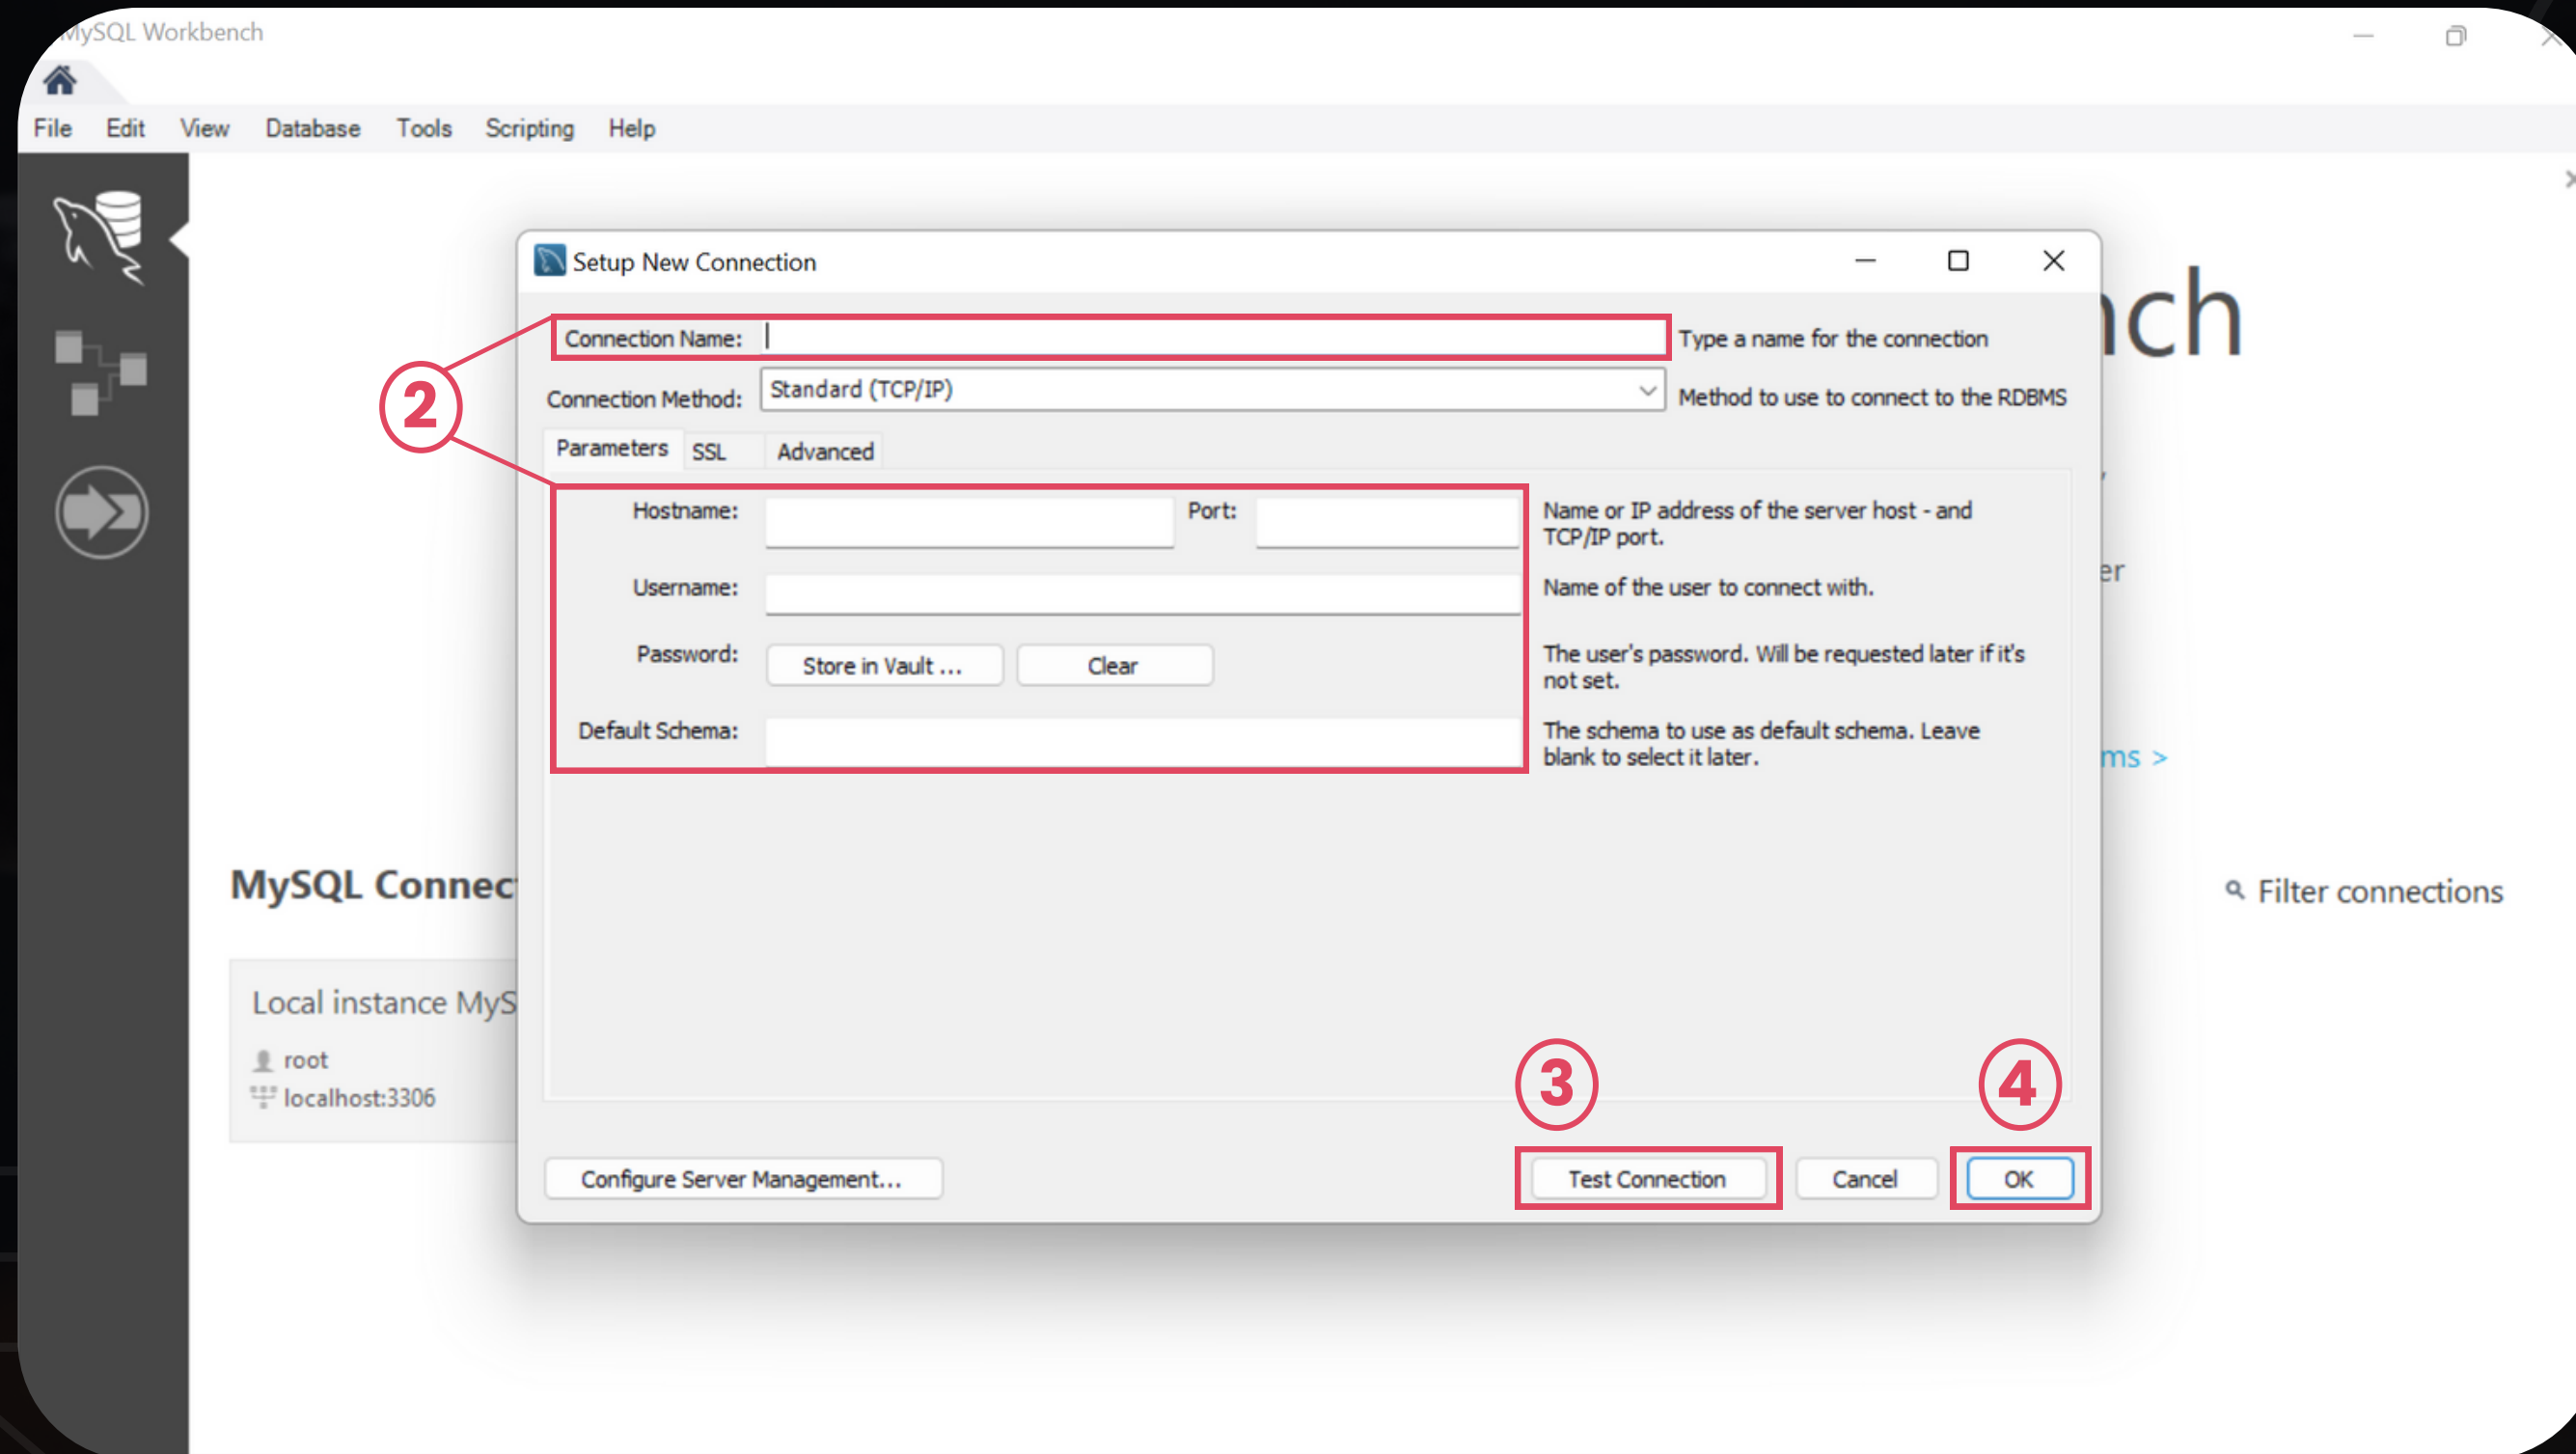 MySQL Workbench
File Edit View Database Tools Scripting Help
Setup New Connection
Connection Name: Type a name for the connection
Connection Method: Standard (TCP/IP) Method to use to connect to the RDBMS
2
Parameters SSL Advanced
Hostname: Port: Name or IP address of the server host - and
TCP/IP port.
Username: Name of the user to connect with.
Password: Store in Vault ... Clear The user's password. Will be requested later if it's
not set.
Default Schema: The schema to use as default schema. Leave
blank to select it later.
nch
er
ms >
MySQL Connec
Filter connections
Local instance MyS
root
localhost:3306
3 4
Configure Server Management... Test Connection Cancel OK